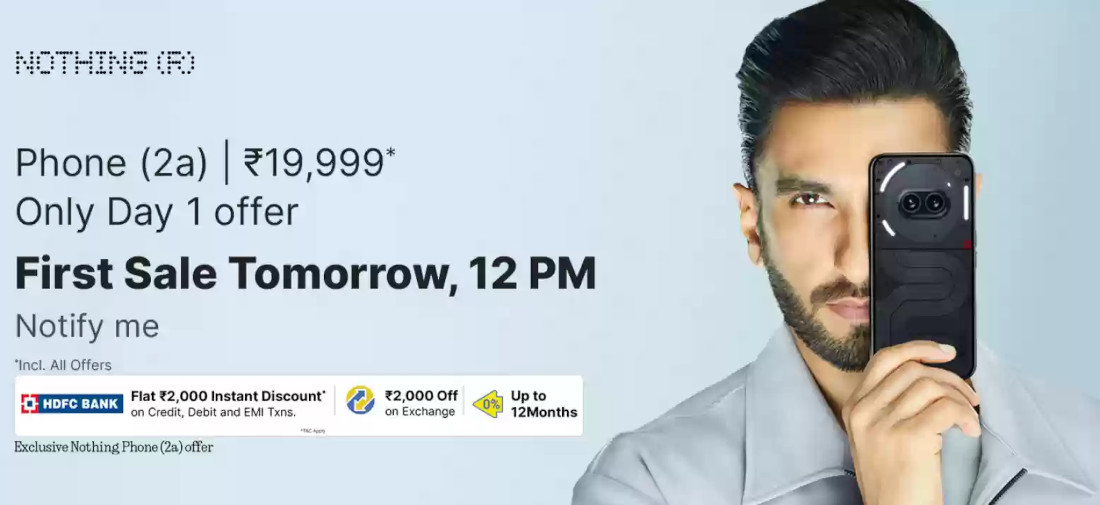 NOTHING (R)
Phone (2a) | ₹19,999*
Only Day 1 offer
First Sale Tomorrow, 12 PM
Notify me
*Incl. All Offers
HDFC BANK
Flat ₹2,000 Instant Discount*
on Credit, Debit and EMI Txns.
*T&C Apply
₹2,000 Off
on Exchange
0%
Up to
12Months
Exclusive Nothing Phone (2a) offer